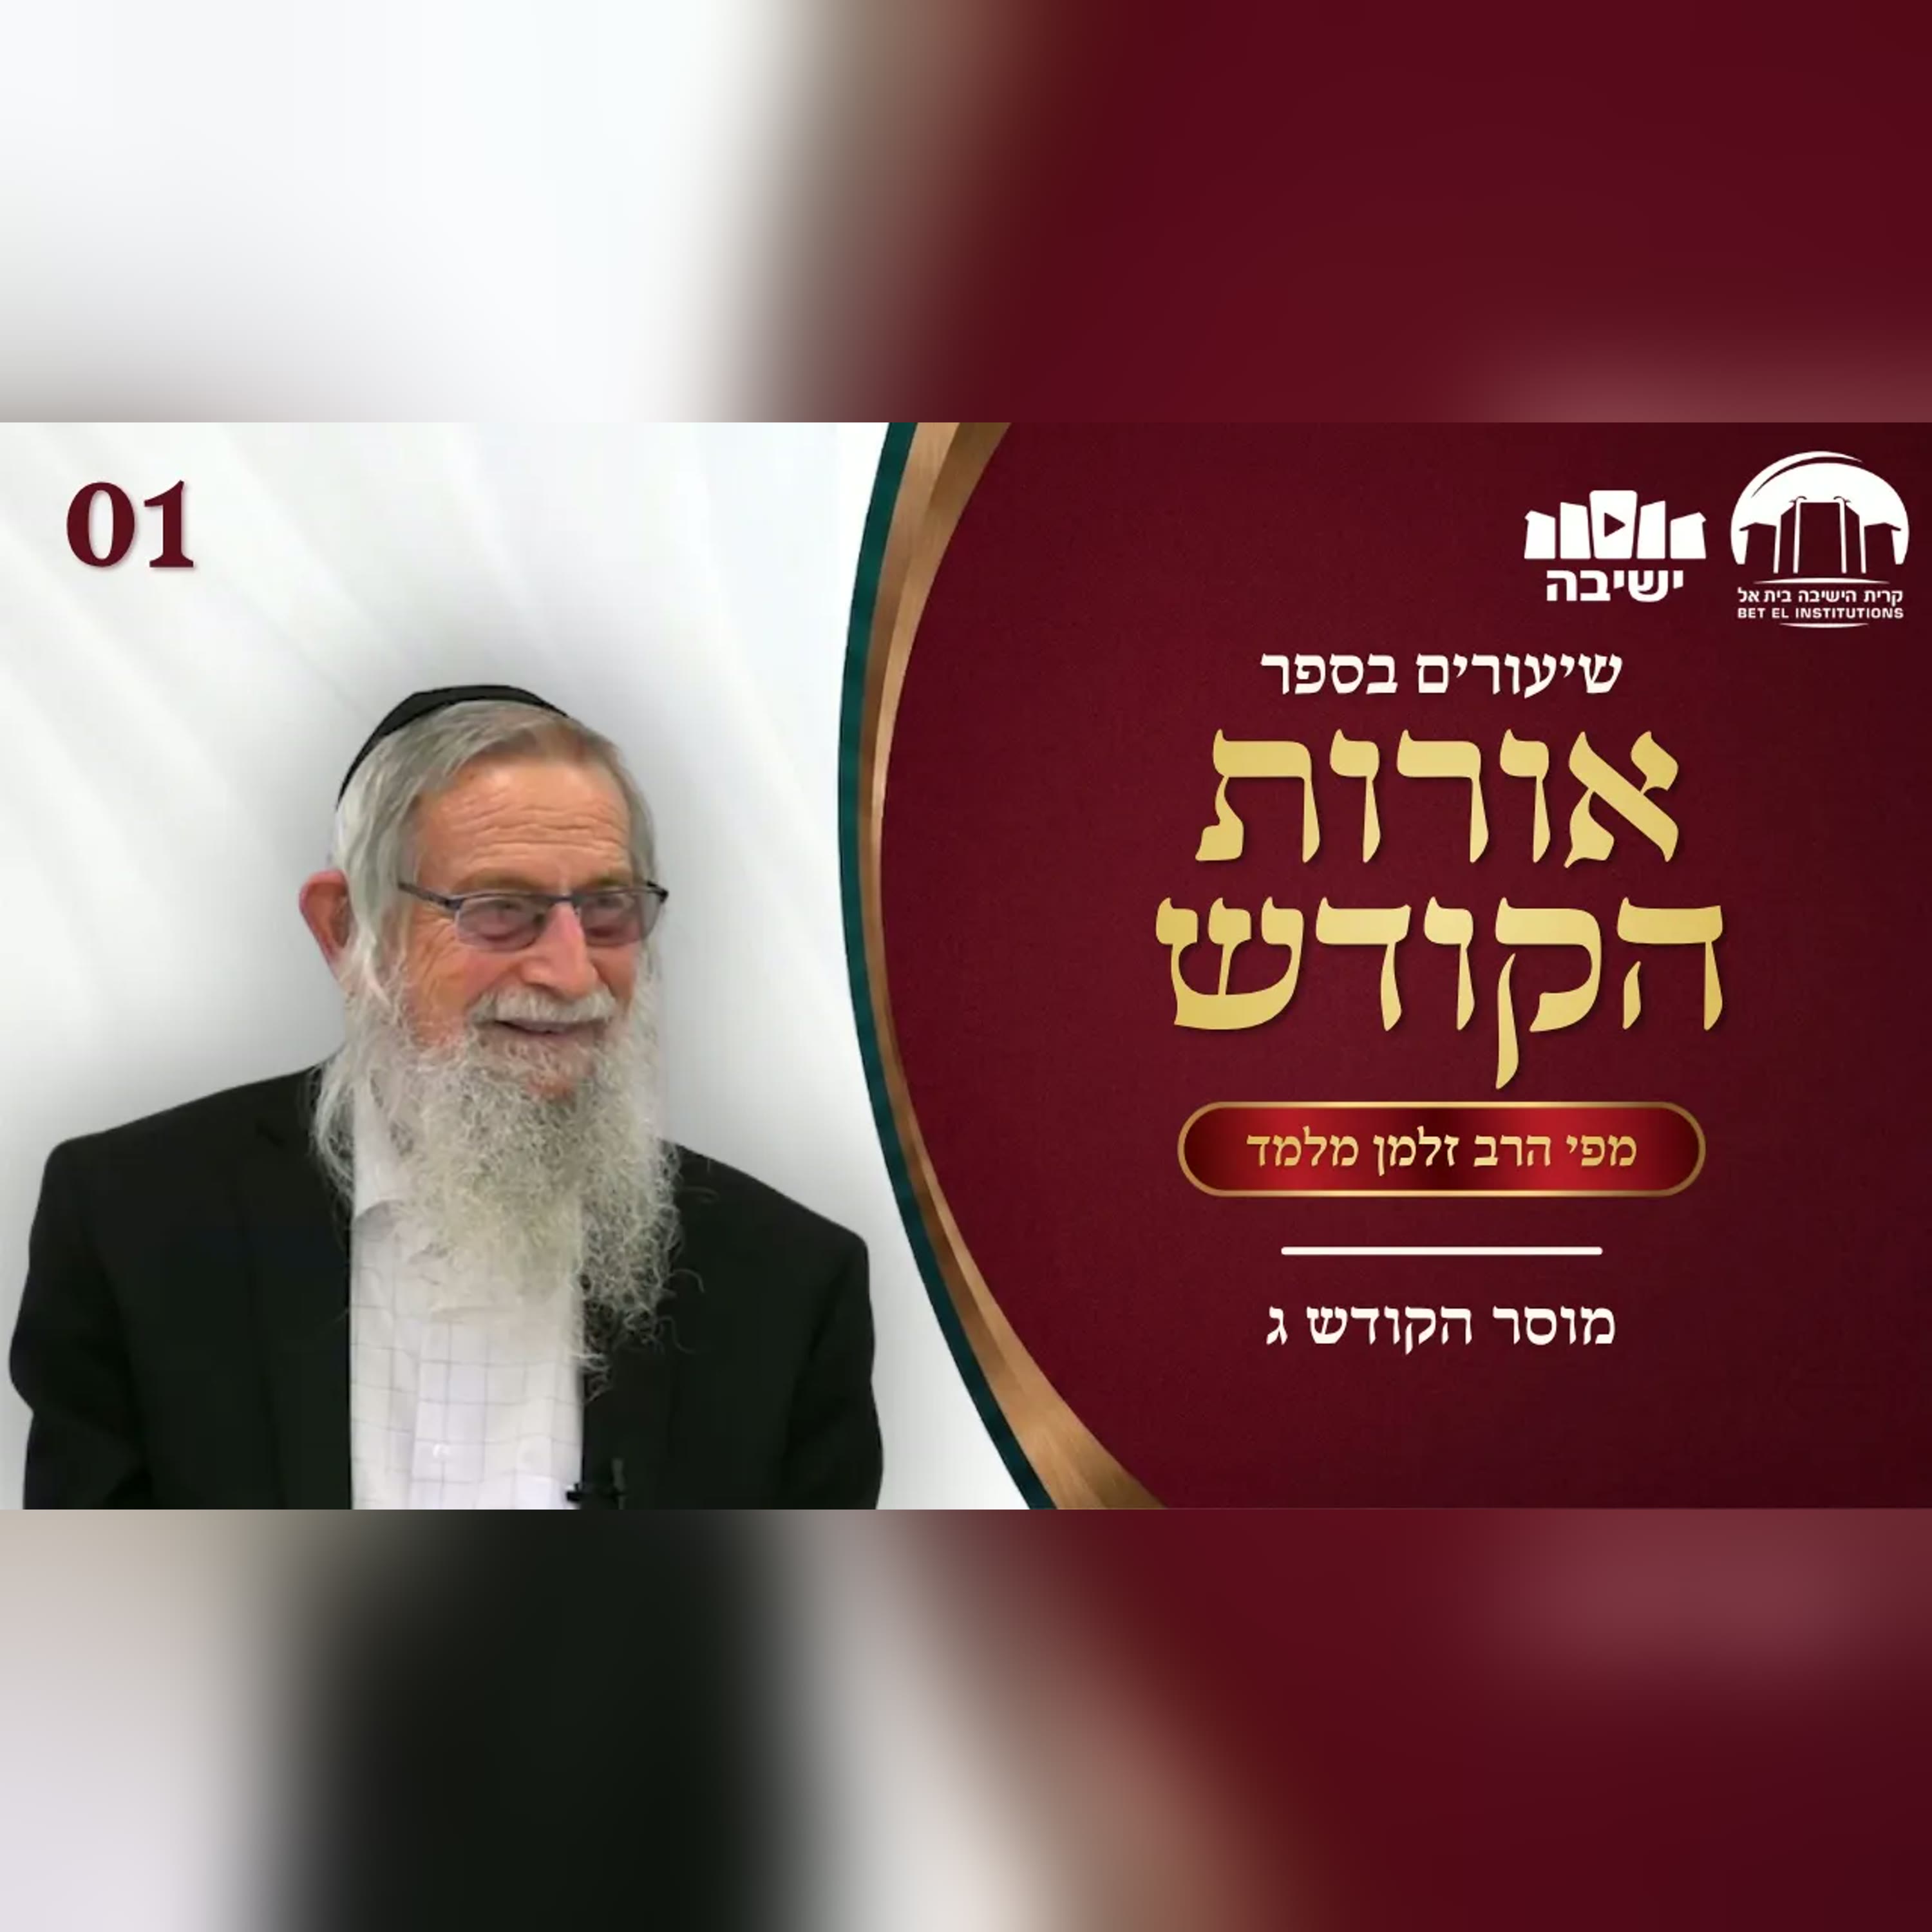 01
ישיבה
קרית הישיבה בית אל
BET EL INSTITUTIONS
שיעורים בספר
אורות
הקודש
מפי הרב זלמן מלמד
מוסר הקודש ג